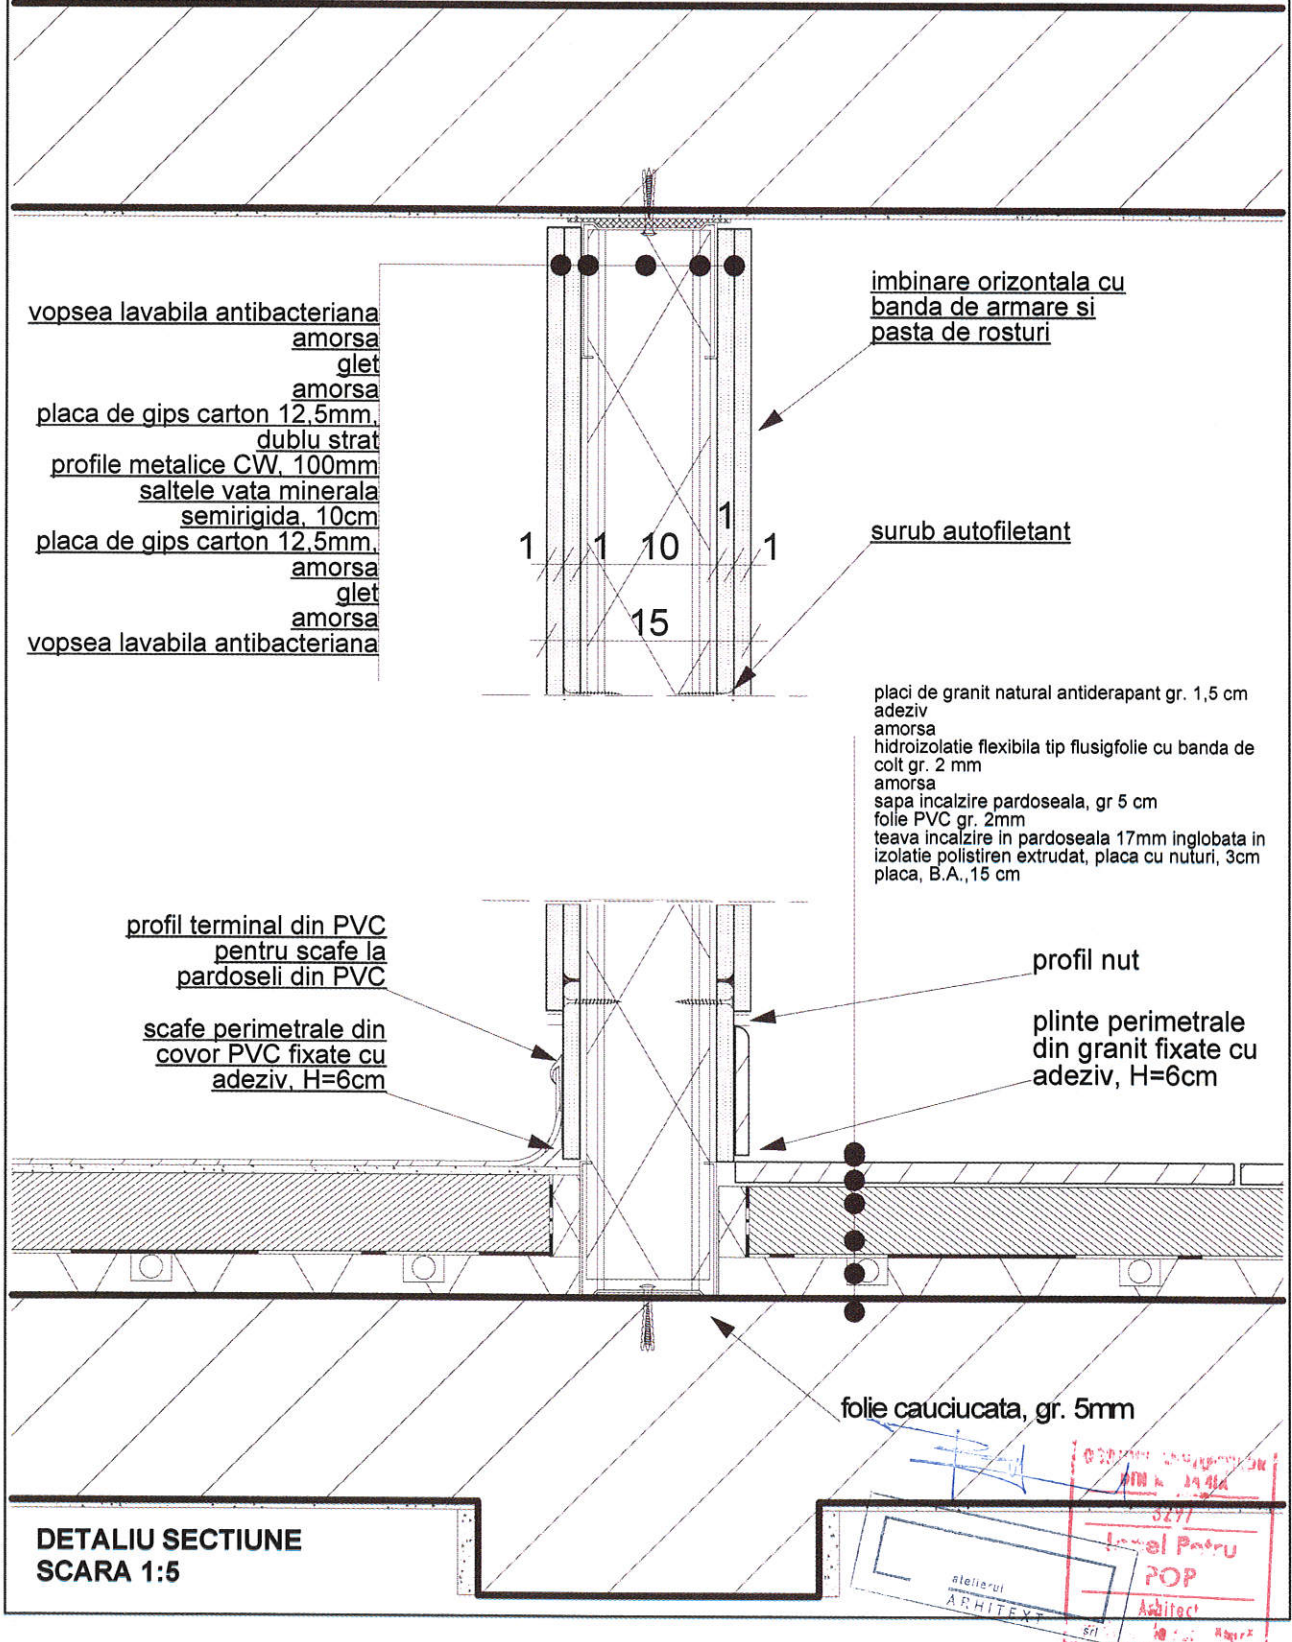 vopsea lavabila antibacteriana
amorsa
glet
amorsa
placa de gips carton 12,5mm,
dublu strat
profile metalice CW, 100mm
saltele vata minerala
semirigida, 10cm
placa de gips carton 12,5mm,
amorsa
glet
amorsa
vopsea lavabila antibacteriana
imbinare orizontala cu
banda de armare si
pasta de rosturi
surub autofiletant
1 1 10 1 1
15
placi de granit natural antiderapant gr. 1,5 cm
adeziv
amorsa
hidroizolatie flexibila tip flusigfolie cu banda de
colt gr. 2 mm
amorsa
sapa incalzire pardoseala, gr 5 cm
folie PVC gr. 2mm
teava incalzire in pardoseala 17mm inglobata in
izolatie polistiren extrudat, placa cu nuturi, 3cm
placa, B.A.,15 cm
profil terminal din PVC
pentru scafe la
pardoseli din PVC
scafe perimetrale din
covor PVC fixate cu
adeziv, H=6cm
profil nut
plinte perimetrale
din granit fixate cu
adeziv, H=6cm
folie cauciucata, gr. 5mm
DETALIU SECTIUNE
SCARA 1:5
atelierul
ARHITEXT
srl
3297
Petru
POP